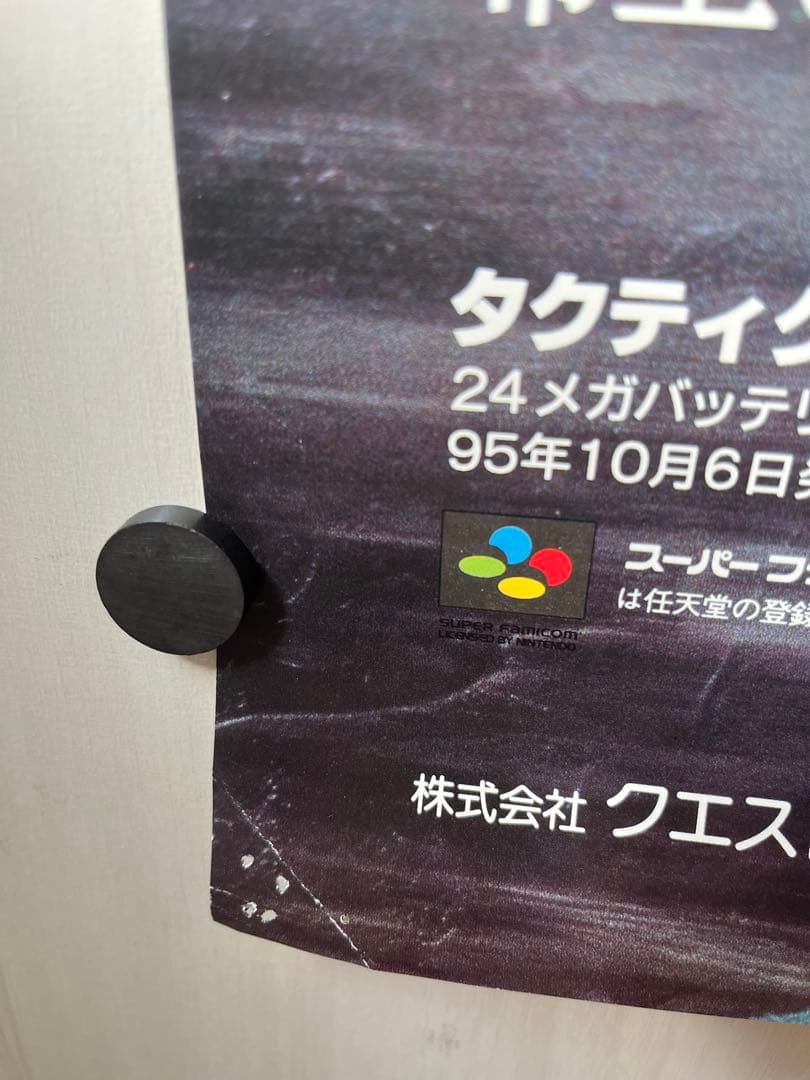 タクティ
24メガバッテリ
95年10月6日発
SUPER FAMICOM
LICENSED BY NINTENDO
スーパーファ
は任天堂の登録
株式会社 クエス